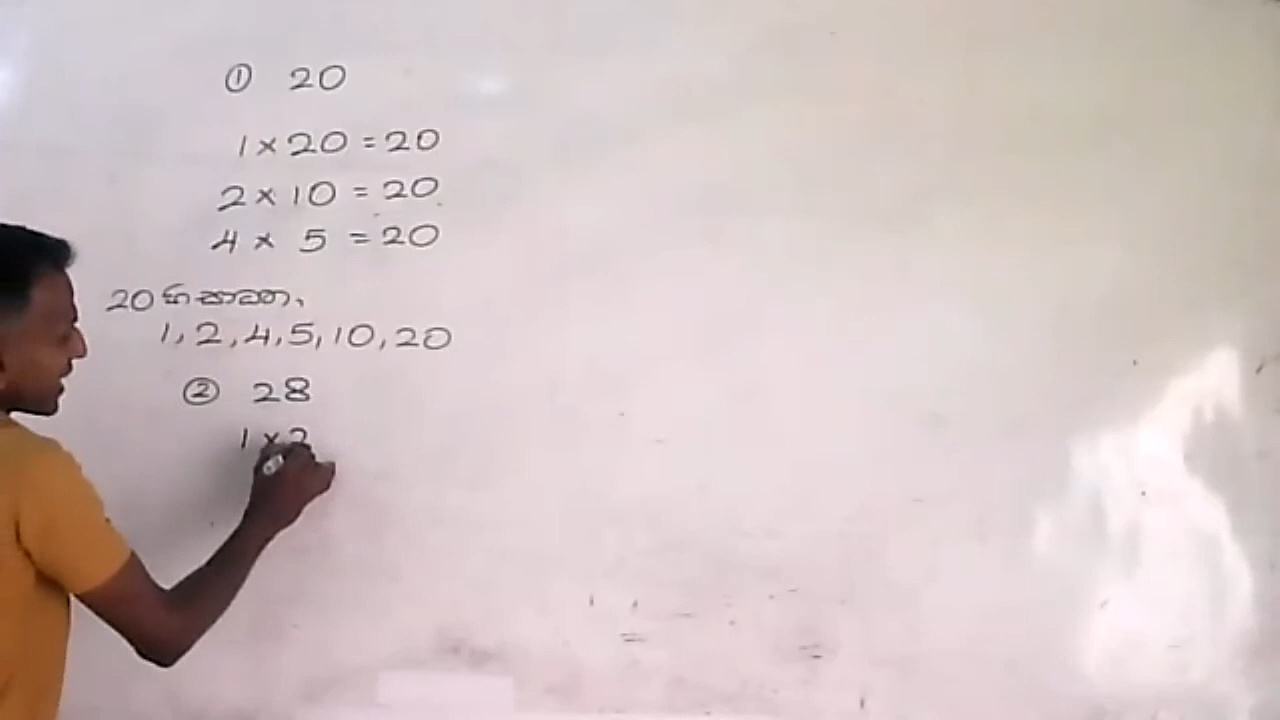 ① 20
1 × 20 = 20
2 × 10 = 20
4 × 5 = 20
20 හි සාධක,
1, 2, 4, 5, 10, 20
② 28
1 × 2